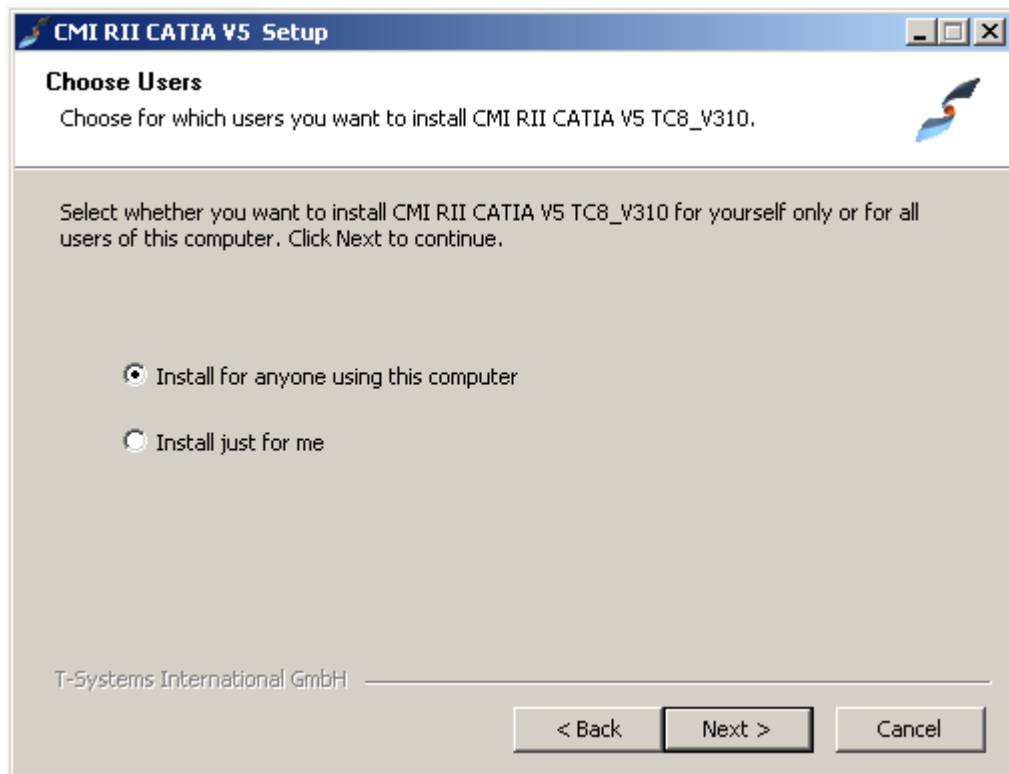 CMI RII CATIA V5 Setup
Choose Users
Choose for which users you want to install CMI RII CATIA V5 TC8_V310.
Select whether you want to install CMI RII CATIA V5 TC8_V310 for yourself only or for all
users of this computer. Click Next to continue.
Install for anyone using this computer
Install just for me
T-Systems International GmbH
< Back Next > Cancel